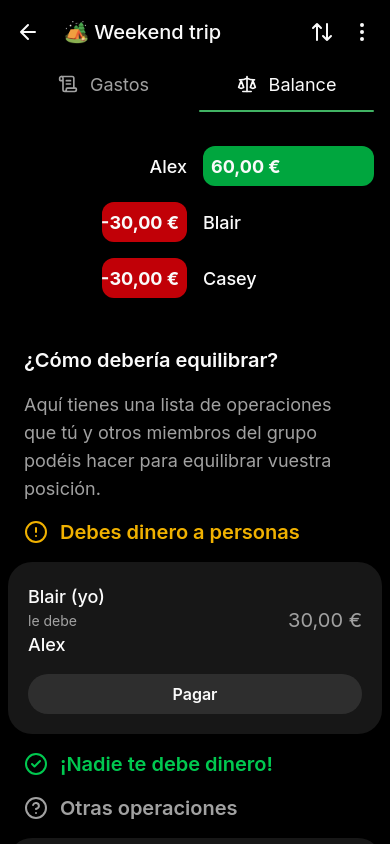 🏕️ Weekend trip
Gastos
Balance
Alex 60,00 €
-30,00 € Blair
-30,00 € Casey
¿Cómo debería equilibrar?
Aquí tienes una lista de operaciones
que tú y otros miembros del grupo
podéis hacer para equilibrar vuestra
posición.
Debes dinero a personas
Blair (yo)
le debe
30,00 €
Alex
Pagar
¡Nadie te debe dinero!
Otras operaciones